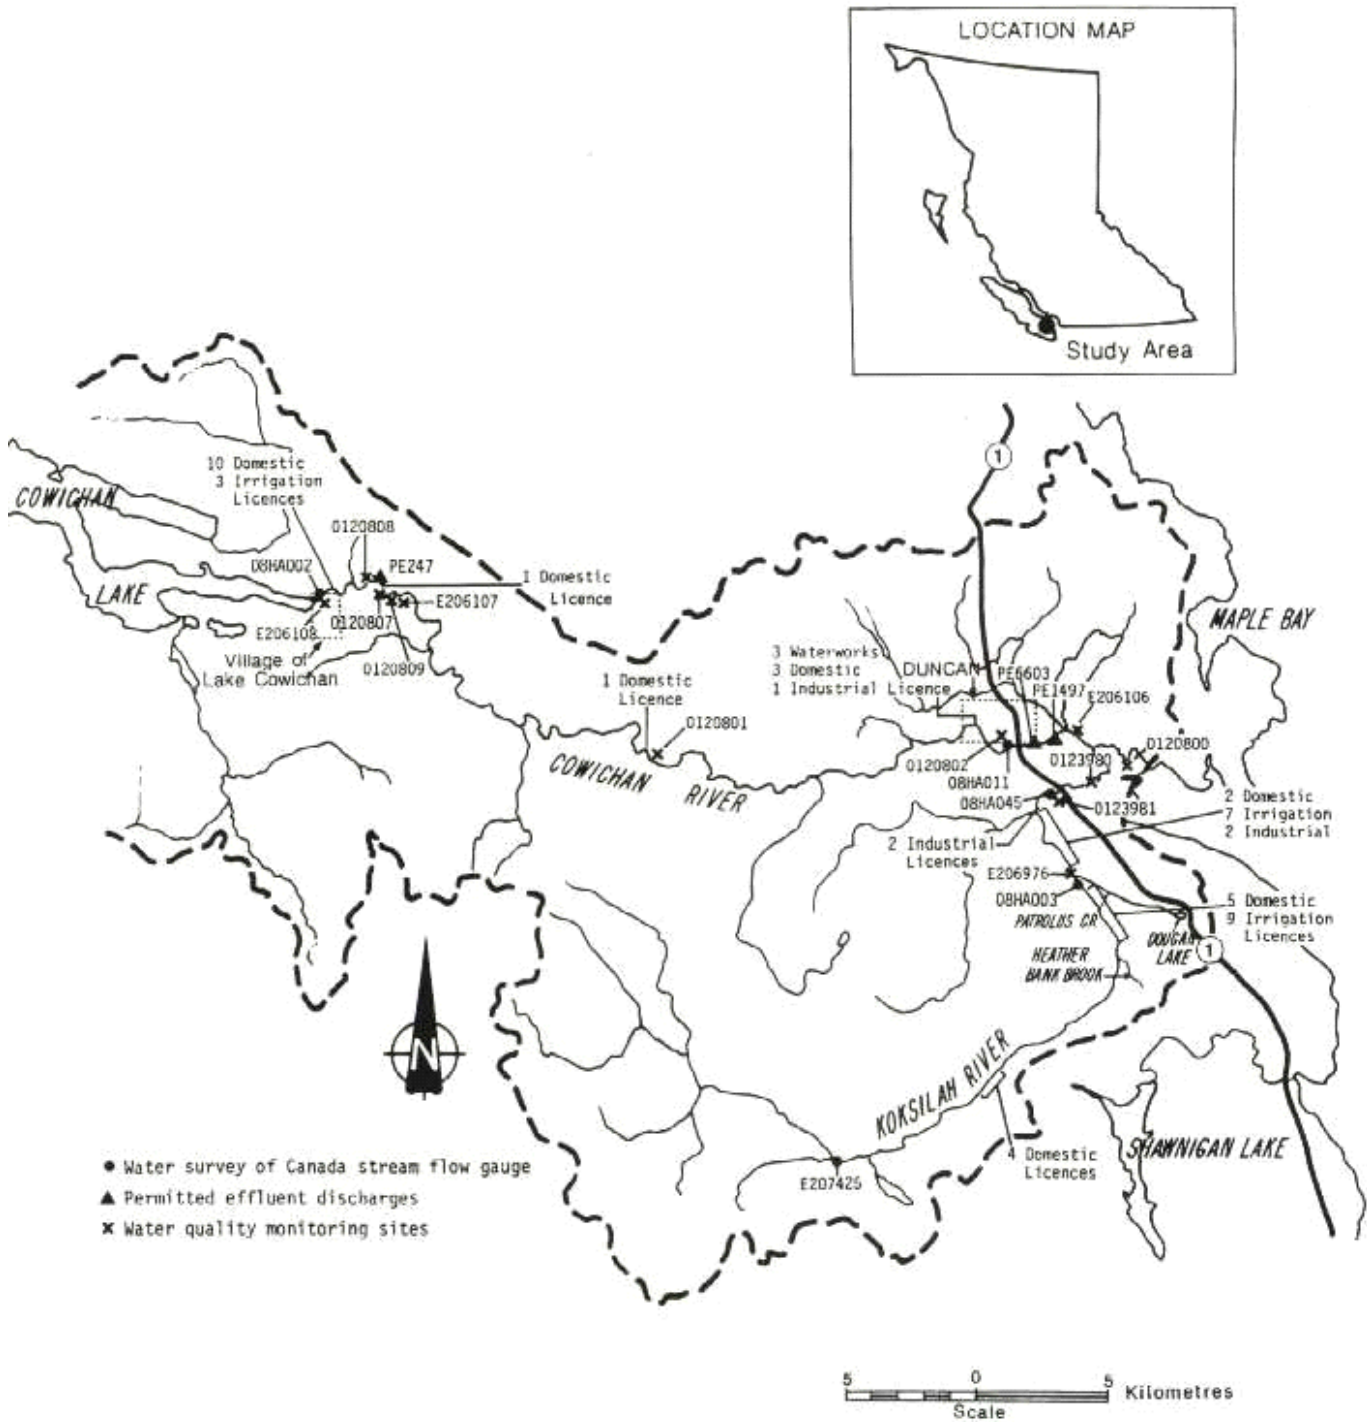 LOCATION MAP
Study Area
1
COWICHAN
LAKE
10 Domestic
3 Irrigation
Licences
0120808
08HA002
PE247
1 Domestic
Licence
E206107
E206108
0120807
0120809
Village of
Lake Cowichan
1 Domestic
Licence
0120801
COWICHAN RIVER
3 Waterworks
3 Domestic
1 Industrial Licence
DUNCAN
PE6603
PE1497
E206106
MAPLE BAY
0120802
08HA011
0123980
0120800
08HA045
0123981
2 Domestic
7 Irrigation
2 Industrial
2 Industrial
Licences
E206976
08HA003
PATROLUS CR
5 Domestic
9 Irrigation
Licences
DOUGAN
LAKE
1
HEATHER
BANK BROOK
KOKSILAH RIVER
4 Domestic
Licences
SHAWNIGAN LAKE
E207425
N
Water survey of Canada stream flow gauge
Permitted effluent discharges
Water quality monitoring sites
5 0 5
Kilometres
Scale